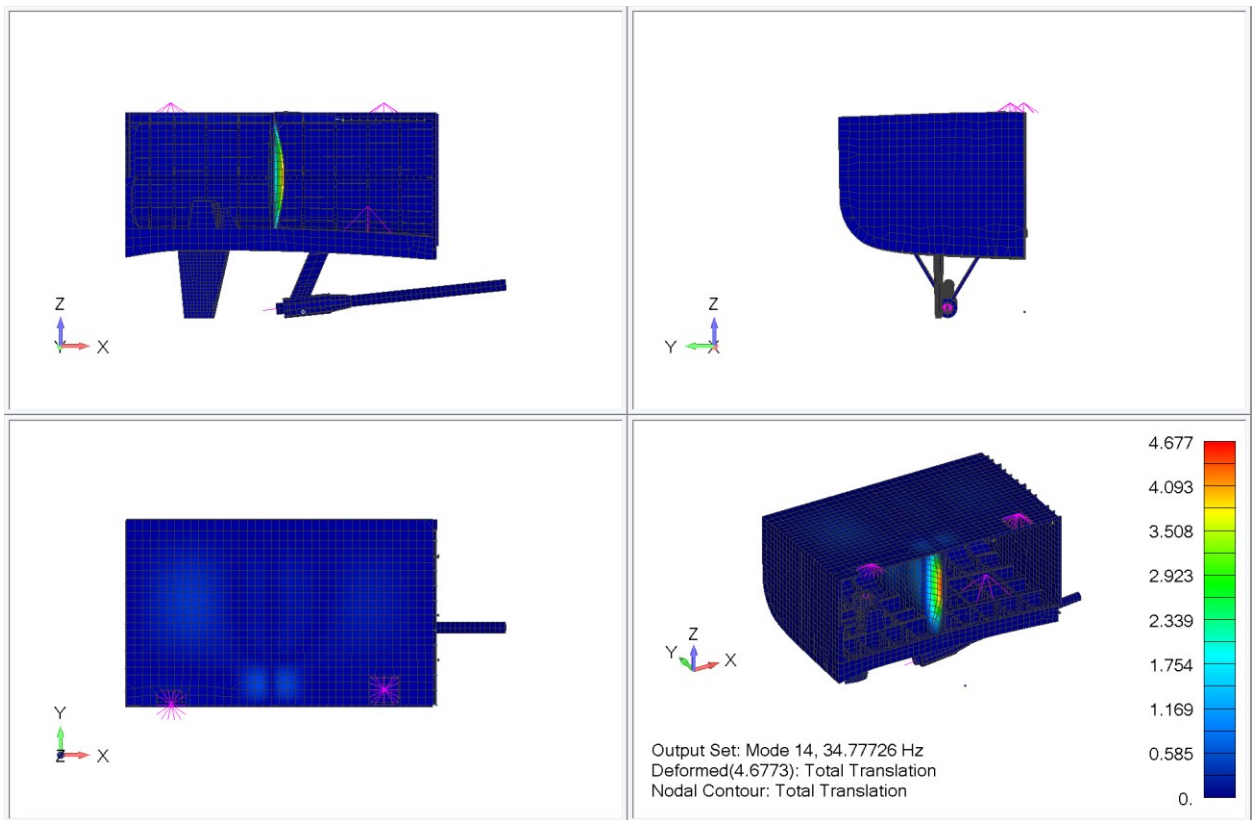 Z
Y X
Z
Y X
Y
Z X
Z
Y X
Output Set: Mode 14, 34.77726 Hz
Deformed(4.6773): Total Translation
Nodal Contour: Total Translation
4.677
4.093
3.508
2.923
2.339
1.754
1.169
0.585
0.